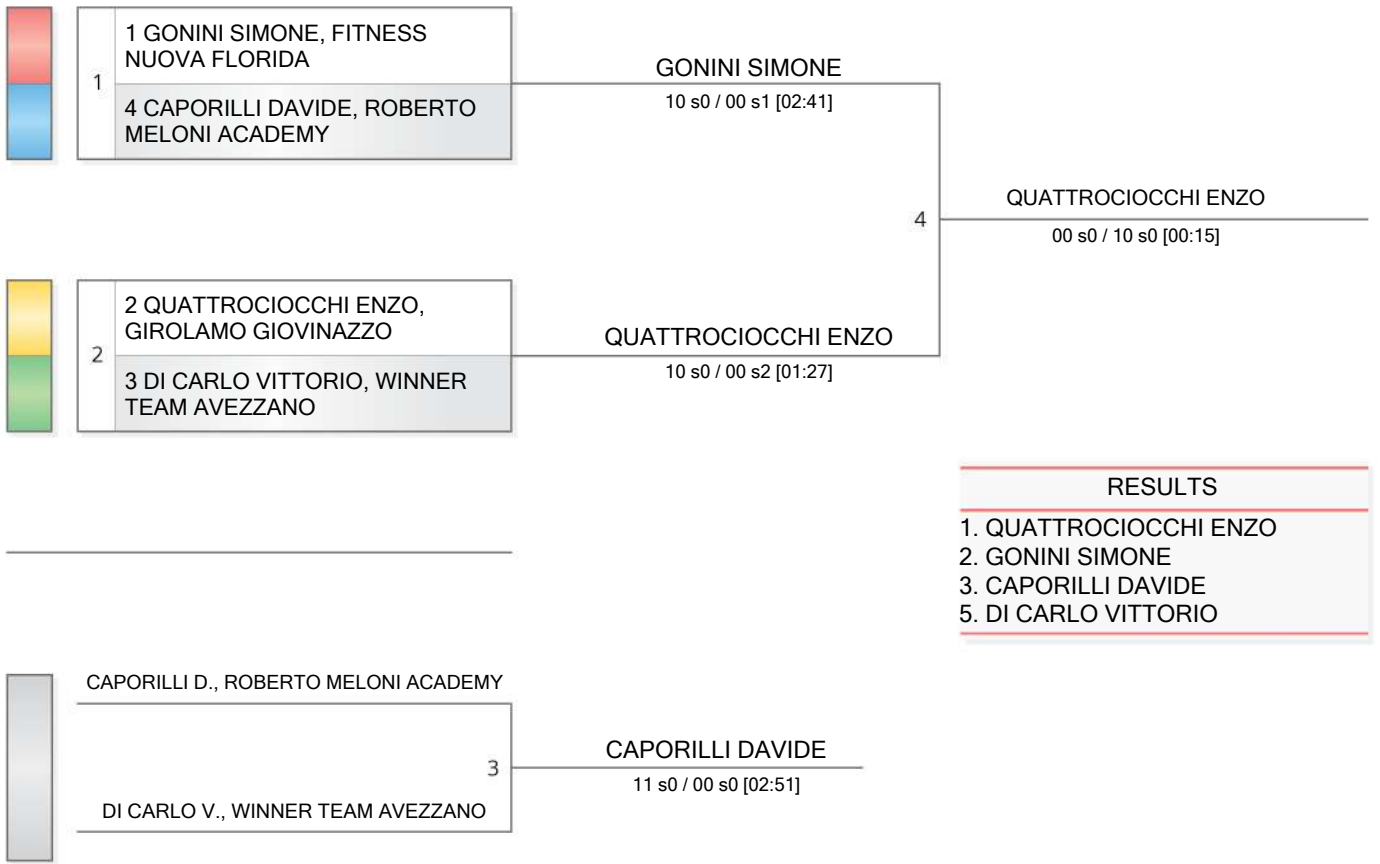 1 GONINI SIMONE, FITNESS
NUOVA FLORIDA
1
4 CAPORILLI DAVIDE, ROBERTO
MELONI ACADEMY
GONINI SIMONE
10 s0 / 00 s1 [02:41]
QUATTROCIOCCHI ENZO
4
00 s0 / 10 s0 [00:15]
2 QUATTROCIOCCHI ENZO,
GIROLAMO GIOVINAZZO
2
3 DI CARLO VITTORIO, WINNER
TEAM AVEZZANO
QUATTROCIOCCHI ENZO
10 s0 / 00 s2 [01:27]
RESULTS
1. QUATTROCIOCCHI ENZO
2. GONINI SIMONE
3. CAPORILLI DAVIDE
5. DI CARLO VITTORIO
CAPORILLI D., ROBERTO MELONI ACADEMY
3
DI CARLO V., WINNER TEAM AVEZZANO
CAPORILLI DAVIDE
11 s0 / 00 s0 [02:51]